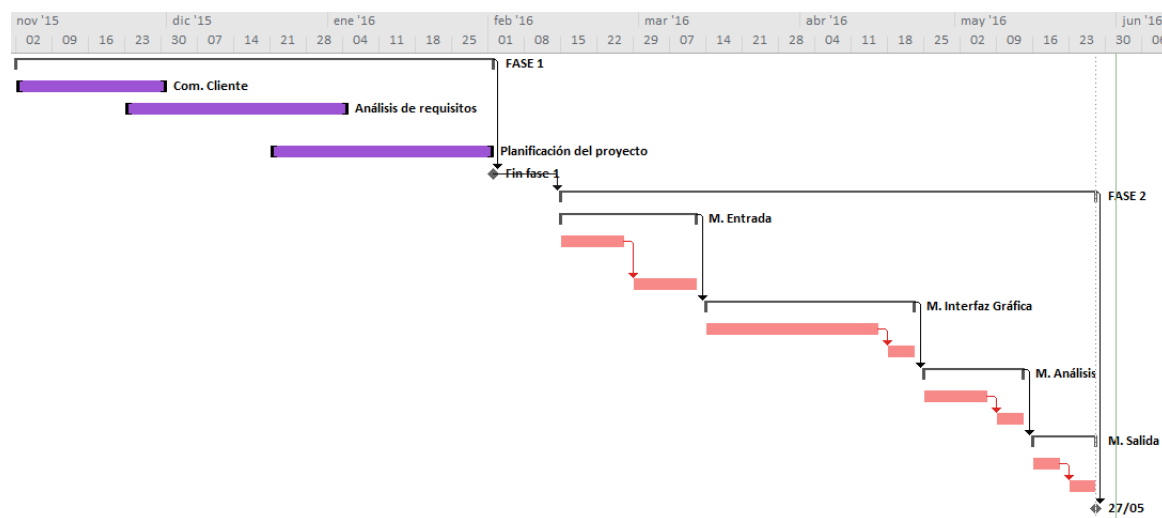 nov '15 dic '15 ene '16 feb '16 mar '16 abr '16 may '16 jun '16
02 09 16 23 30 07 14 21 28 04 11 18 25 01 08 15 22 29 07 14 21 28 04 11 18 25 02 09 16 23 30 06
FASE 1
Com. Cliente
Análisis de requisitos
Planificación del proyecto
Fin fase 1
FASE 2
M. Entrada
M. Interfaz Gráfica
M. Análisis
M. Salida
27/05